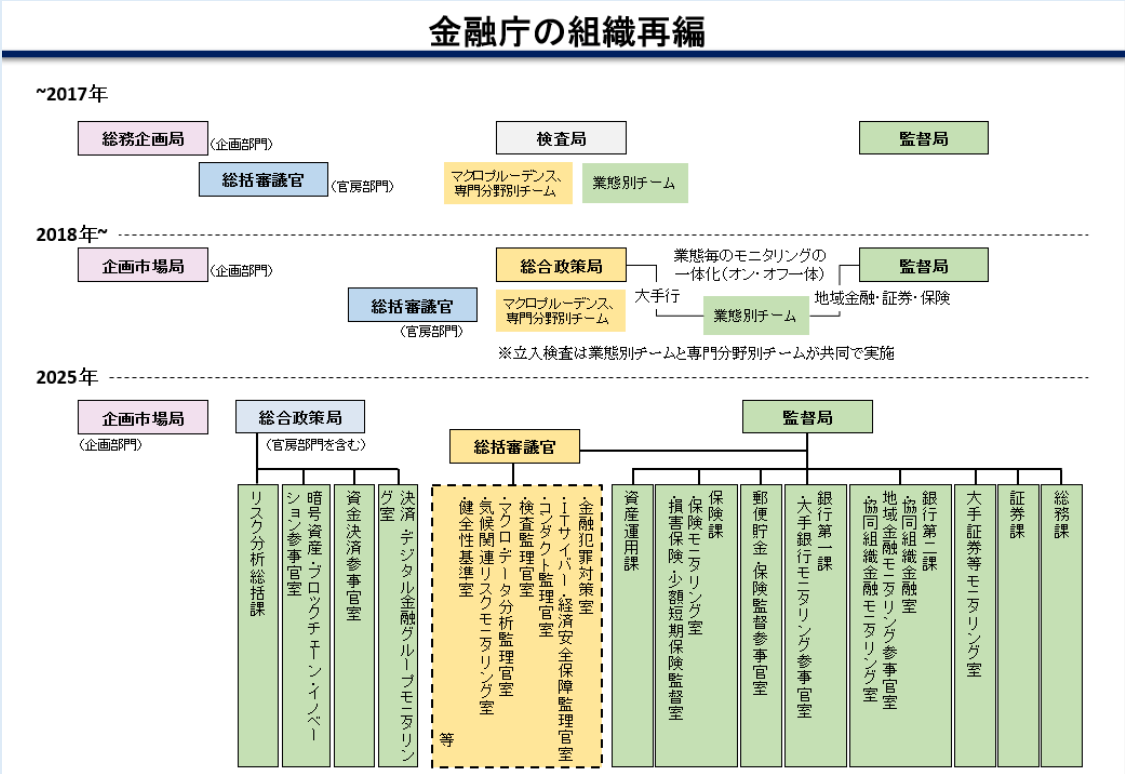 金融庁の組織再編
~2017年
総務企画局
(企画部門)
総括審議官
(官房部門)
検査局
マクロプルーデンス、
専門分野別チーム
業態別チーム
監督局
2018年~
企画市場局
(企画部門)
総括審議官
(官房部門)
総合政策局
マクロプルーデンス、
専門分野別チーム
業態毎のモニタリングの
一体化(オン・オフ一体)
大手行
業態別チーム
地域金融・証券・保険
監督局
※立入検査は業態別チームと専門分野別チームが共同で実施
2025年
企画市場局
(企画部門)
総合政策局
(官房部門を含む)
総括審議官
監督局
リスク分析総括課
暗号資産・ブロックチェーン・イノベー
ション参事官室
資金決済参事官室
決済・デジタル金融グループモニタリン
グ室
・金融犯罪対策室
・ITサイバー・経済安全保障監理官室
・コンダクト監理官室
・検査監理官室
・マクロ・データ分析監理官室
・気候関連リスクモニタリング室
・健全性基準室
等
資産運用課
保険課
・保険モニタリング室
・損害保険・少額短期保険監督室
郵便貯金・保険監督参事官室
銀行第一課
・大手銀行モニタリング参事官室
銀行第二課
・協同組織金融室
地域金融モニタリング参事官室
・協同組織金融モニタリング室
大手証券等モニタリング室
証券課
総務課